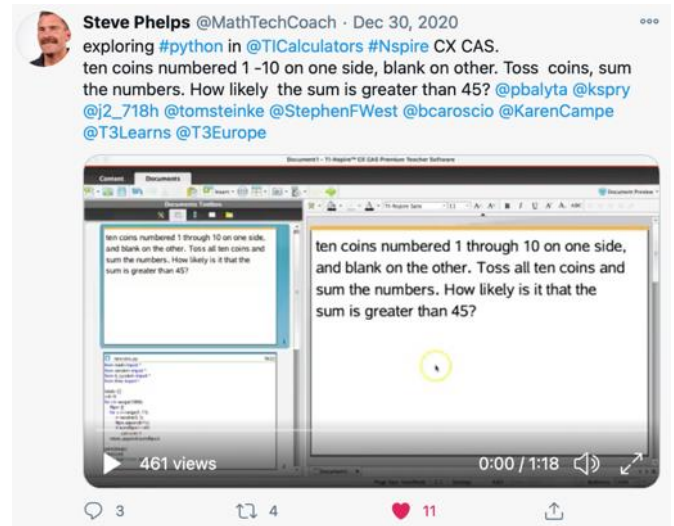 Steve Phelps @MathTechCoach · Dec 30, 2020
exploring #python in @TICalculators #Nspire CX CAS.
ten coins numbered 1 -10 on one side, blank on other. Toss coins, sum
the numbers. How likely the sum is greater than 45? @pbalyta @kspry
@j2_718h @tomsteinke @StephenFWest @bcaroscio @KarenCampe
@T3Learns @T3Europe
Document1 - TI-Nspire™ CX CAS Premium Teacher Software
Content Documents
Insert
Document Preview
Documents Toolbox
TI-Nspire Sans
ten coins numbered 1 through 10 on one side,
and blank on the other. Toss all ten coins and
sum the numbers. How likely is it that the
sum is greater than 45?
ten coins numbered 1 through 10 on one side,
and blank on the other. Toss all ten coins and
sum the numbers. How likely is it that the
sum is greater than 45?
461 views
0:00 / 1:18
3
4
11